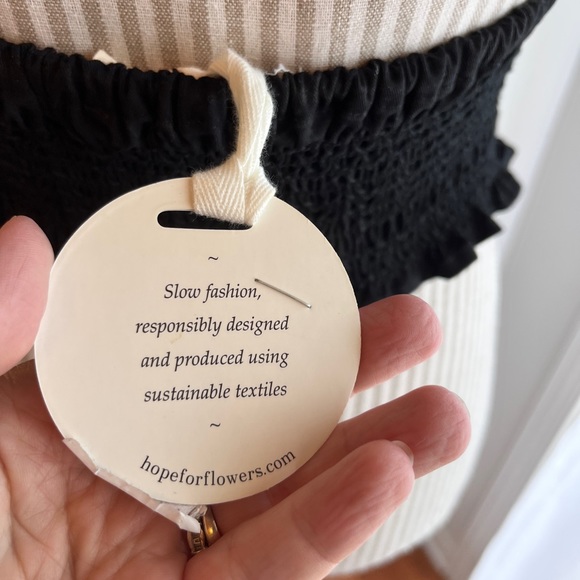 ~
Slow fashion,
responsibly designed
and produced using
sustainable textiles
~
hopeforflowers.com